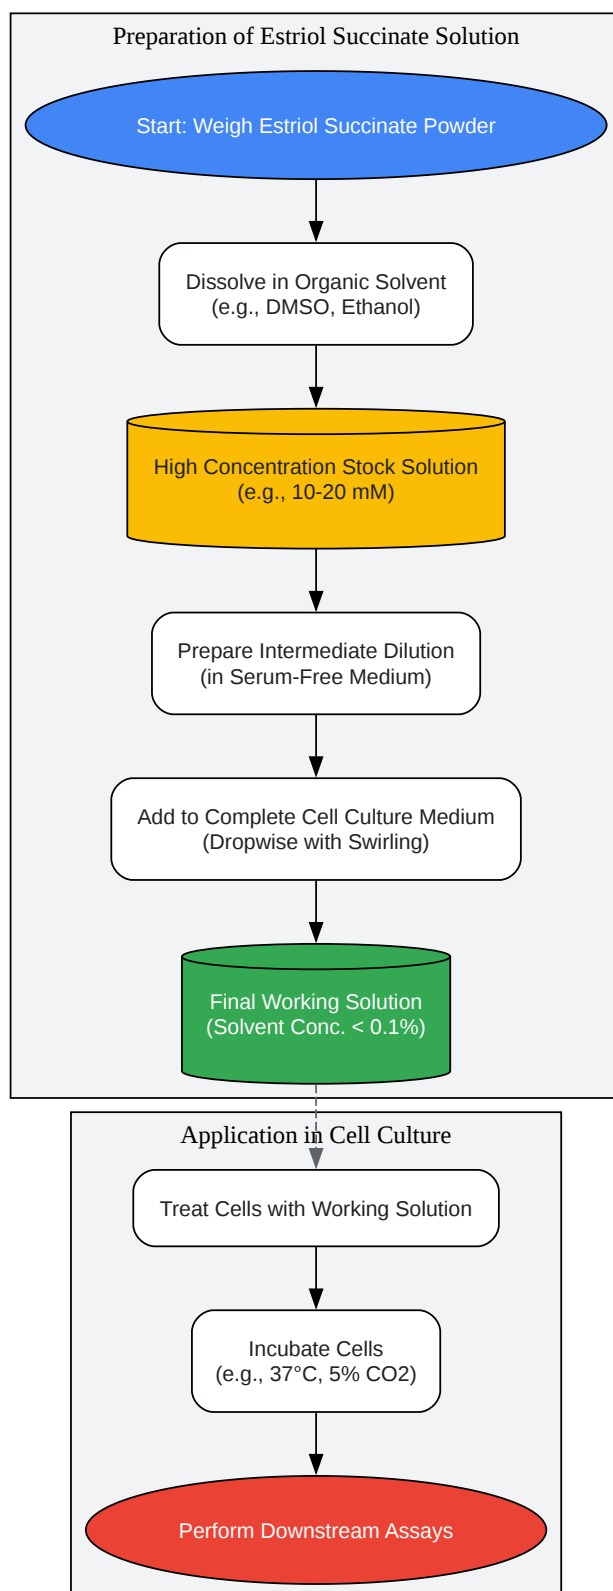 Preparation of Estriol Succinate Solution
Start: Weigh Estriol Succinate Powder
Dissolve in Organic Solvent
(e.g., DMSO, Ethanol)
High Concentration Stock Solution
(e.g., 10-20 mM)
Prepare Intermediate Dilution
(in Serum-Free Medium)
Add to Complete Cell Culture Medium
(Dropwise with Swirling)
Final Working Solution
(Solvent Conc. < 0.1%)
Application in Cell Culture
Treat Cells with Working Solution
Incubate Cells
(e.g., 37°C, 5% CO2)
Perform Downstream Assays